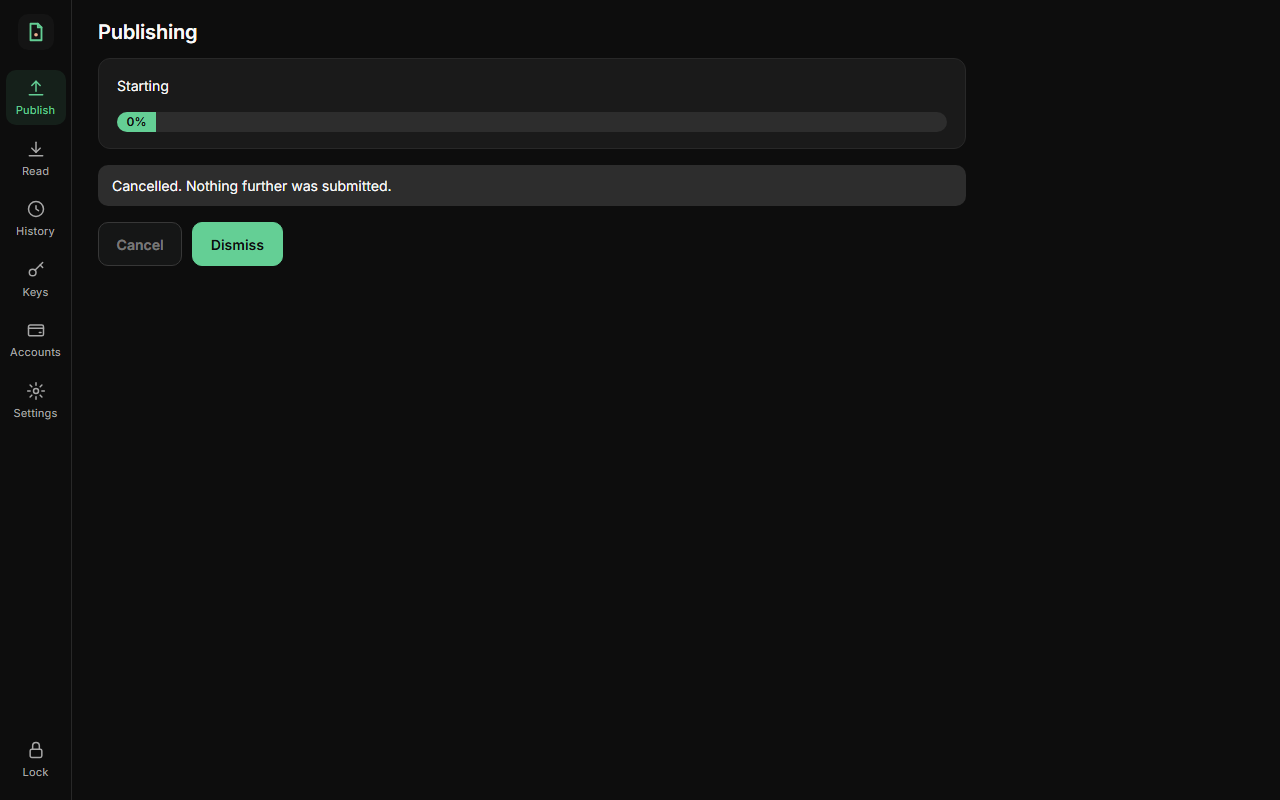 Publishing
Starting
0%
Cancelled. Nothing further was submitted.
Cancel
Dismiss
Publish
Read
History
Keys
Accounts
Settings
Lock